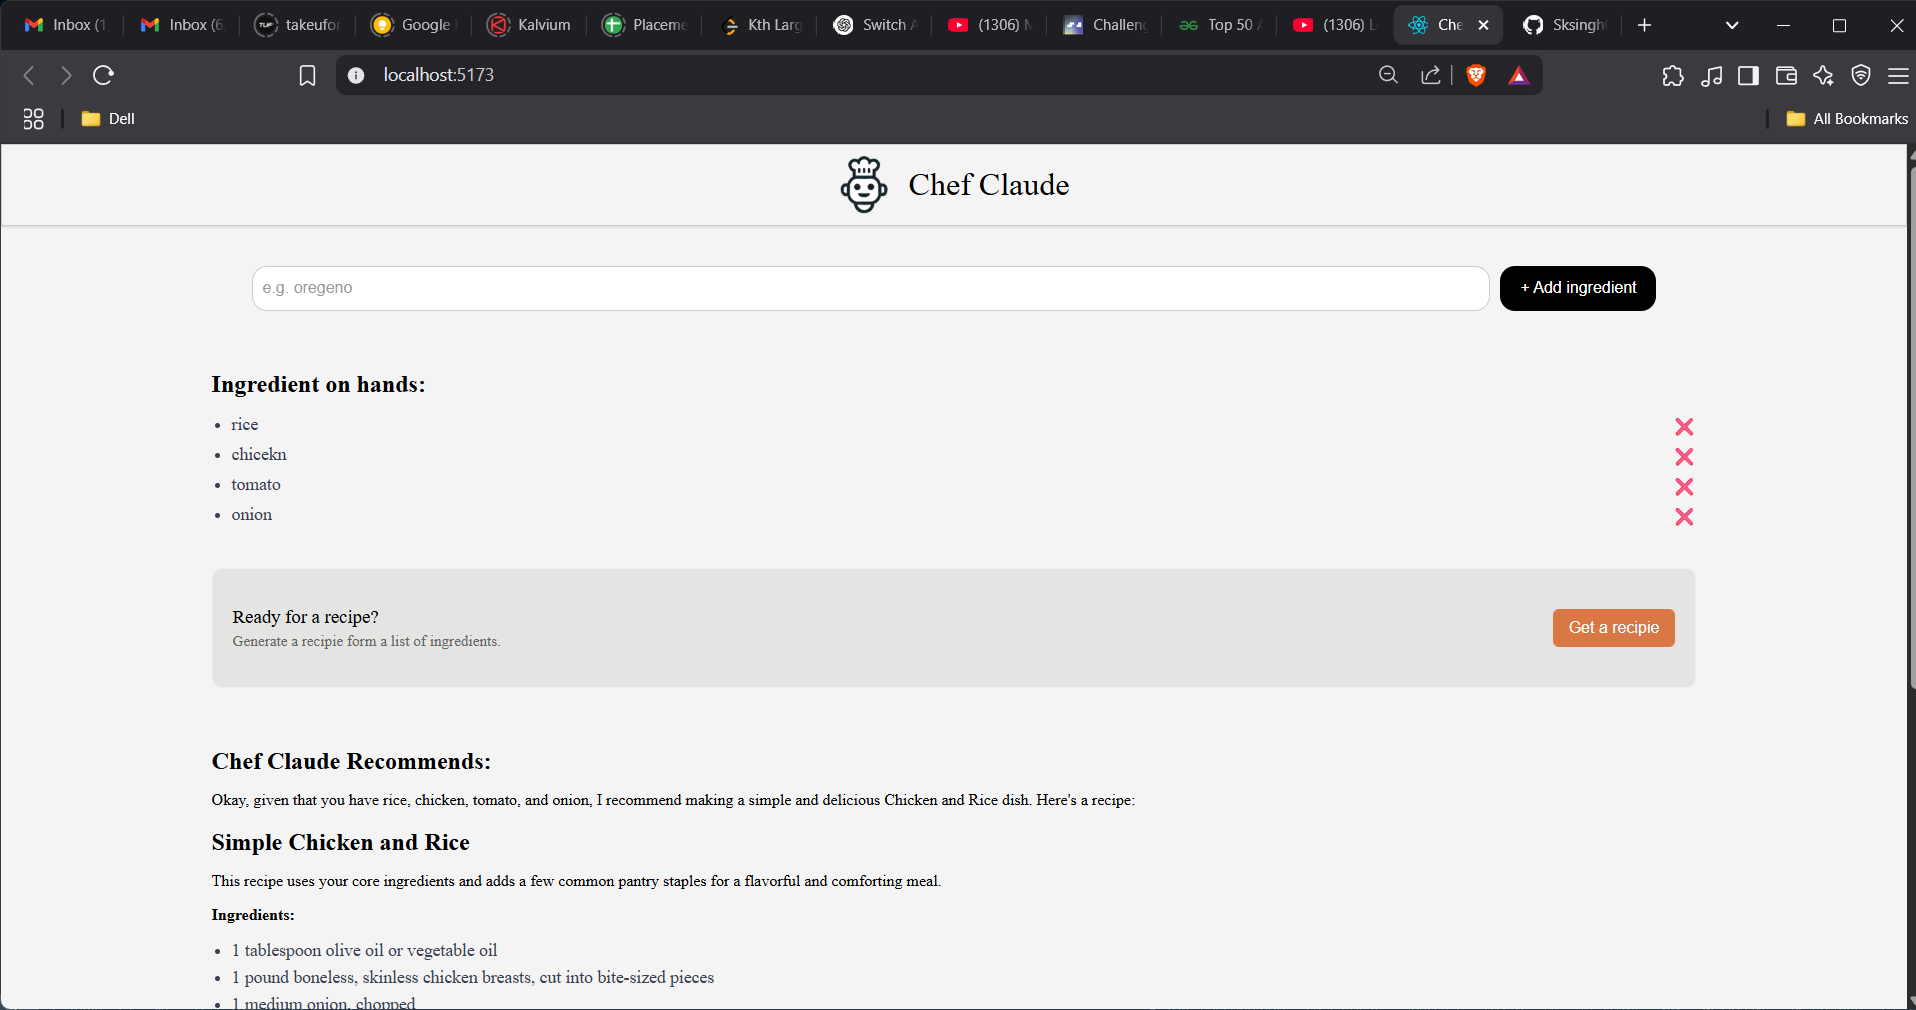 Inbox (1
Inbox (6
takeufor
Google
Kalvium
Placeme
Kth Larg
Switch A
(1306) M
Challeng
Top 50 A
(1306) L
Che
Sksingh
localhost:5173
Dell
All Bookmarks
Chef Claude
e.g. oregeno
+ Add ingredient
Ingredient on hands:
rice
chicekn
tomato
onion
Ready for a recipe?
Generate a recipie form a list of ingredients.
Get a recipie
Chef Claude Recommends:
Okay, given that you have rice, chicken, tomato, and onion, I recommend making a simple and delicious Chicken and Rice dish. Here's a recipe:
Simple Chicken and Rice
This recipe uses your core ingredients and adds a few common pantry staples for a flavorful and comforting meal.
Ingredients:
1 tablespoon olive oil or vegetable oil
1 pound boneless, skinless chicken breasts, cut into bite-sized pieces
1 medium onion, chopped